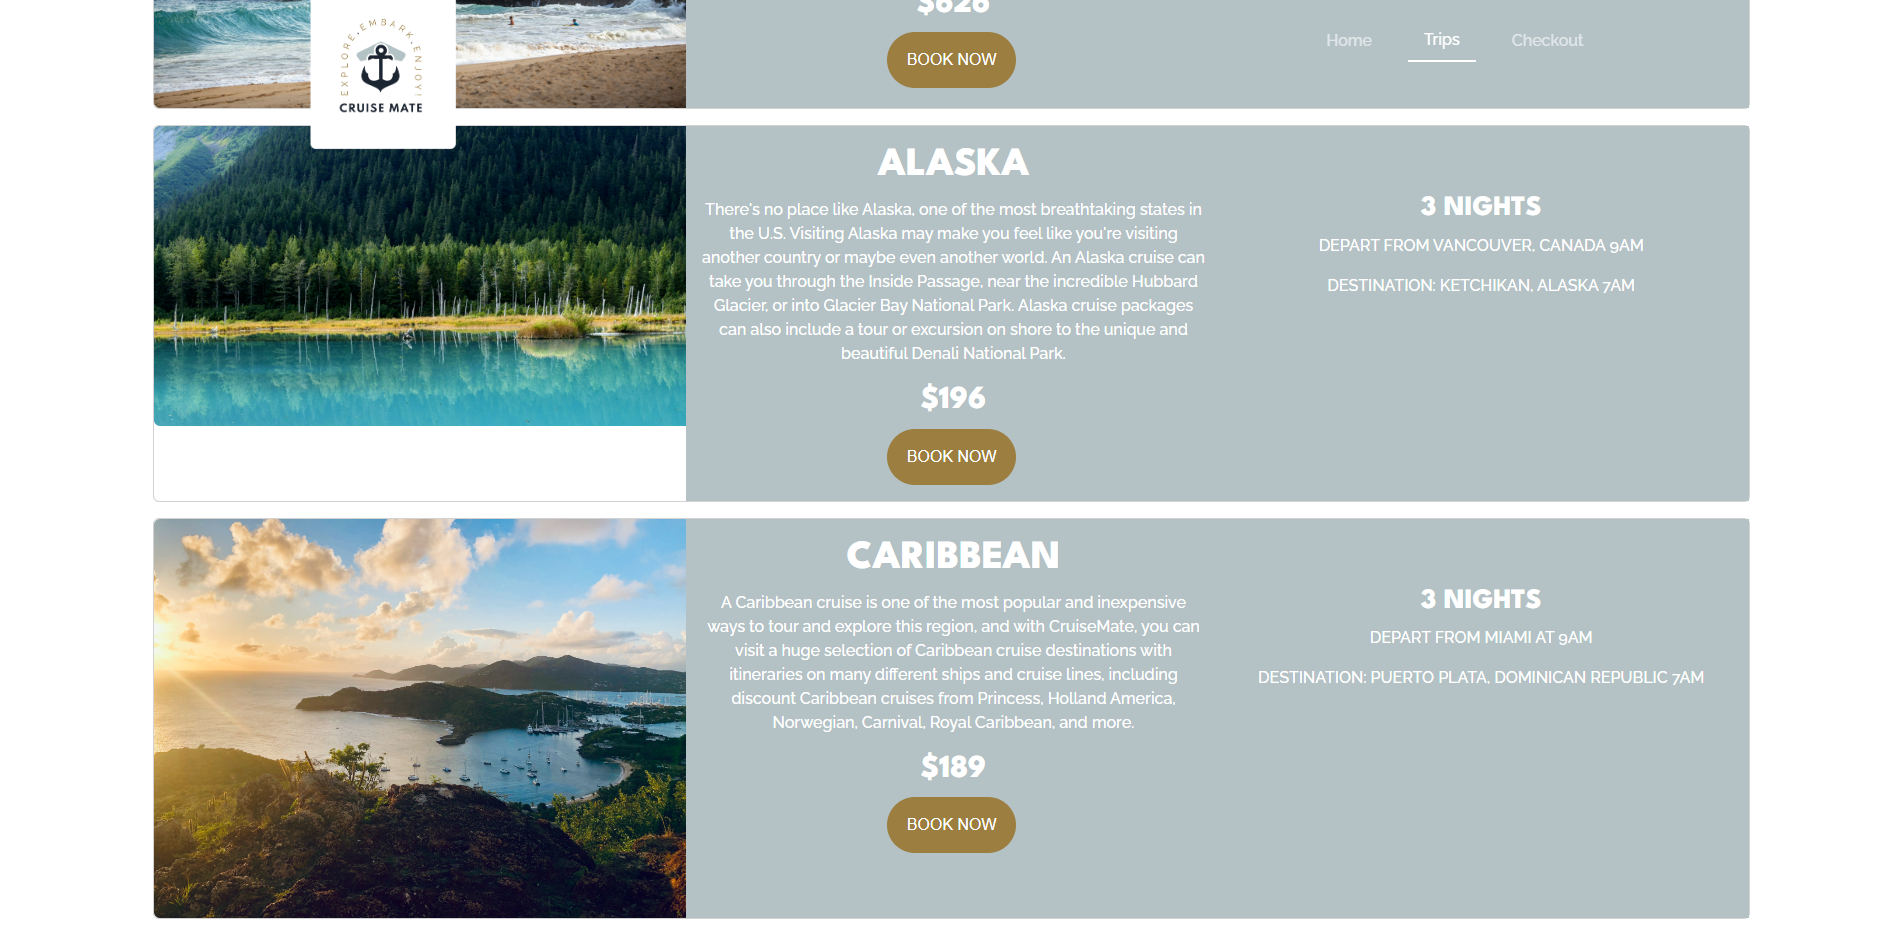 $626
BOOK NOW
EXPLORE.EMBARK.ENJOY!
CRUISE MATE
Home
Trips
Checkout
ALASKA
There's no place like Alaska, one of the most breathtaking states in
the U.S. Visiting Alaska may make you feel like you're visiting
another country or maybe even another world. An Alaska cruise can
take you through the Inside Passage, near the incredible Hubbard
Glacier, or into Glacier Bay National Park. Alaska cruise packages
can also include a tour or excursion on shore to the unique and
beautiful Denali National Park.
$196
BOOK NOW
3 NIGHTS
DEPART FROM VANCOUVER, CANADA 9AM
DESTINATION: KETCHIKAN, ALASKA 7AM
CARIBBEAN
A Caribbean cruise is one of the most popular and inexpensive
ways to tour and explore this region, and with CruiseMate, you can
visit a huge selection of Caribbean cruise destinations with
itineraries on many different ships and cruise lines, including
discount Caribbean cruises from Princess, Holland America,
Norwegian, Carnival, Royal Caribbean, and more.
$189
BOOK NOW
3 NIGHTS
DEPART FROM MIAMI AT 9AM
DESTINATION: PUERTO PLATA, DOMINICAN REPUBLIC 7AM